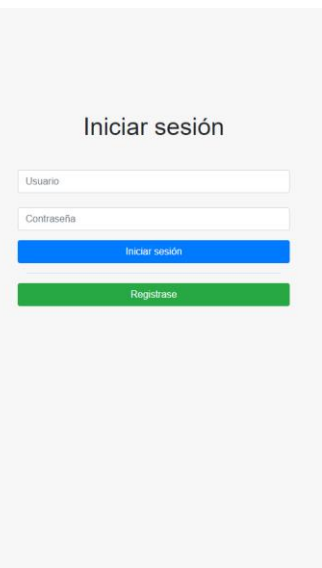 Iniciar sesión
Usuario
Contraseña
Iniciar sesión
Registrase